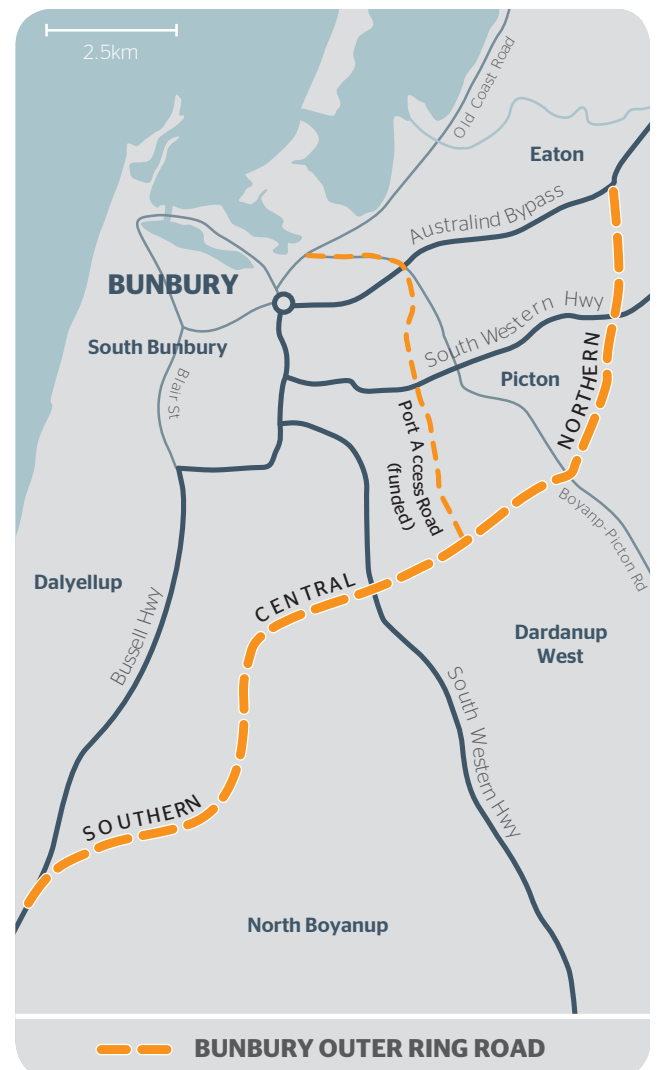 2.5km
Old Coast Road
Eaton
Australind Bypass
BUNBURY
South Western Hwy
South Bunbury
Picton
Blair St
NORTHERN
Port Access Road
(funded)
Boyanp-Picton Rd
Dalyellup
CENTRAL
Bussell Hwy
Dardanup
West
South Western Hwy
SOUTHERN
North Boyanup
BUNBURY OUTER RING ROAD